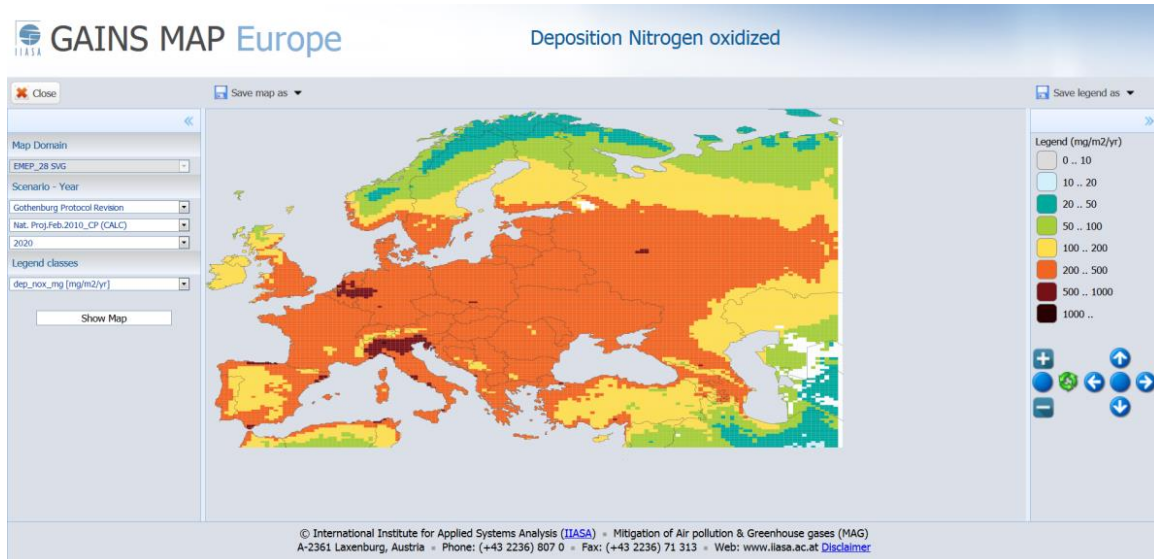 IIASA
GAINS MAP Europe
Deposition Nitrogen oxidized
Close
Save map as
Save legend as
«
»
Map Domain
EMEP_28 SVG
Scenario - Year
Gothenburg Protocol Revision
Nat. Proj.Feb.2010_CP (CALC)
2020
Legend classes
dep_nox_mg [mg/m2/yr]
Show Map
Legend (mg/m2/yr)
0 .. 10
10 .. 20
20 .. 50
50 .. 100
100 .. 200
200 .. 500
500 .. 1000
1000 ..
© International Institute for Applied Systems Analysis (IIASA) • Mitigation of Air pollution & Greenhouse gases (MAG)
A-2361 Laxenburg, Austria • Phone: (+43 2236) 807 0 • Fax: (+43 2236) 71 313 • Web: www.iiasa.ac.at Disclaimer